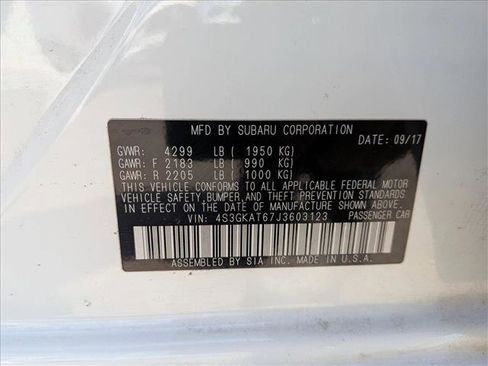 MFD BY SUBARU CORPORATION
DATE: 09/17
GVWR: 4299 LB ( 1950 KG)
GAWR: F 2183 LB ( 990 KG)
GAWR: R 2205 LB ( 1000 KG)
THIS VEHICLE CONFORMS TO ALL APPLICABLE FEDERAL MOTOR
VEHICLE SAFETY, BUMPER, AND THEFT PREVENTION STANDARDS
IN EFFECT ON THE DATE OF MANUFACTURE SHOWN ABOVE.
VIN: 4S3GKAT67J3603123 PASSENGER CAR
ASSEMBLED BY SIA INC. MADE IN U.S.A.